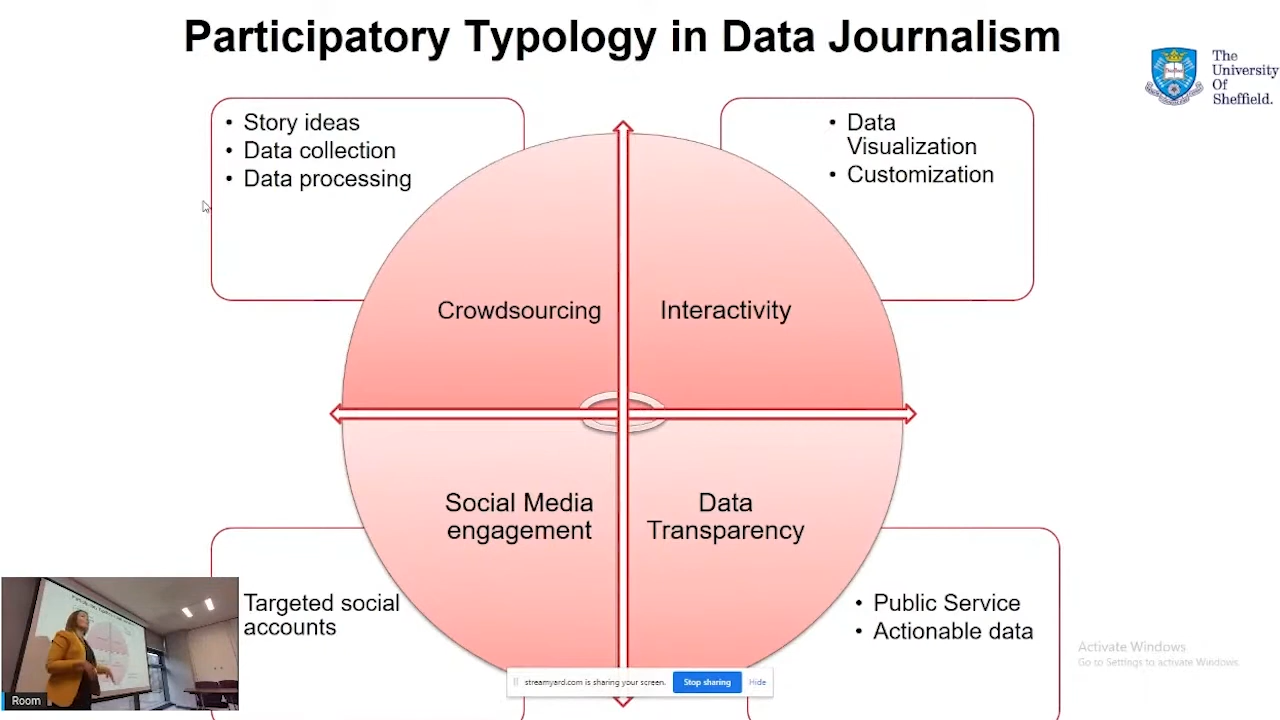 Participatory Typology in Data Journalism
The
University
Of
Sheffield.
• Story ideas
• Data collection
• Data processing
• Data
Visualization
• Customization
Crowdsourcing
Interactivity
Social Media
engagement
Data
Transparency
Targeted social
accounts
• Public Service
• Actionable data
Activate Windows
Go to Settings to activate Windows.
streamyard.com is sharing your screen.
Stop sharing
Hide
Room